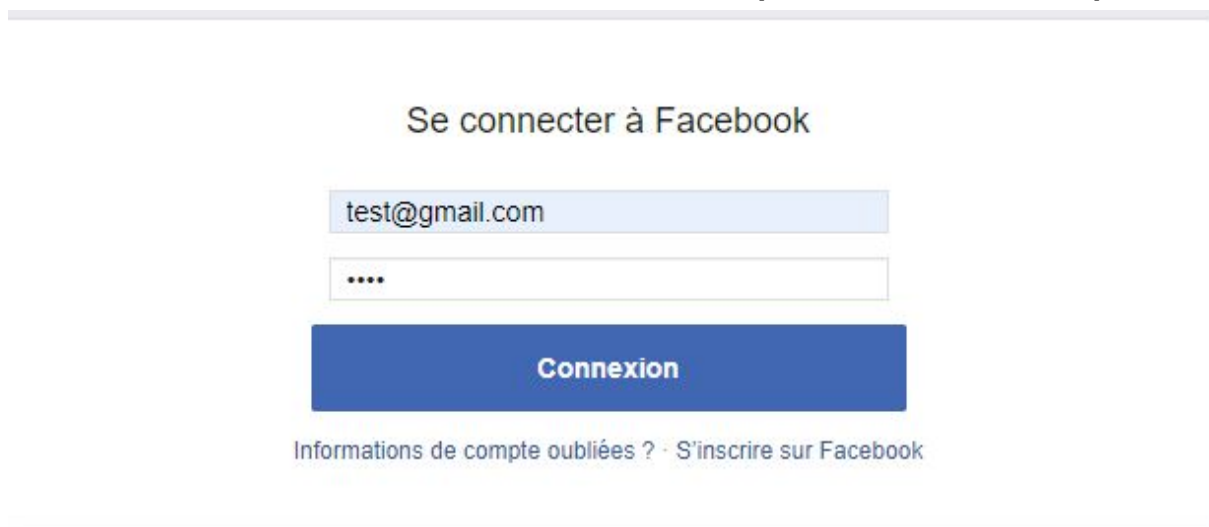 Se connecter à Facebook
test@gmail.com
••••
Connexion
Informations de compte oubliées ? · S'inscrire sur Facebook